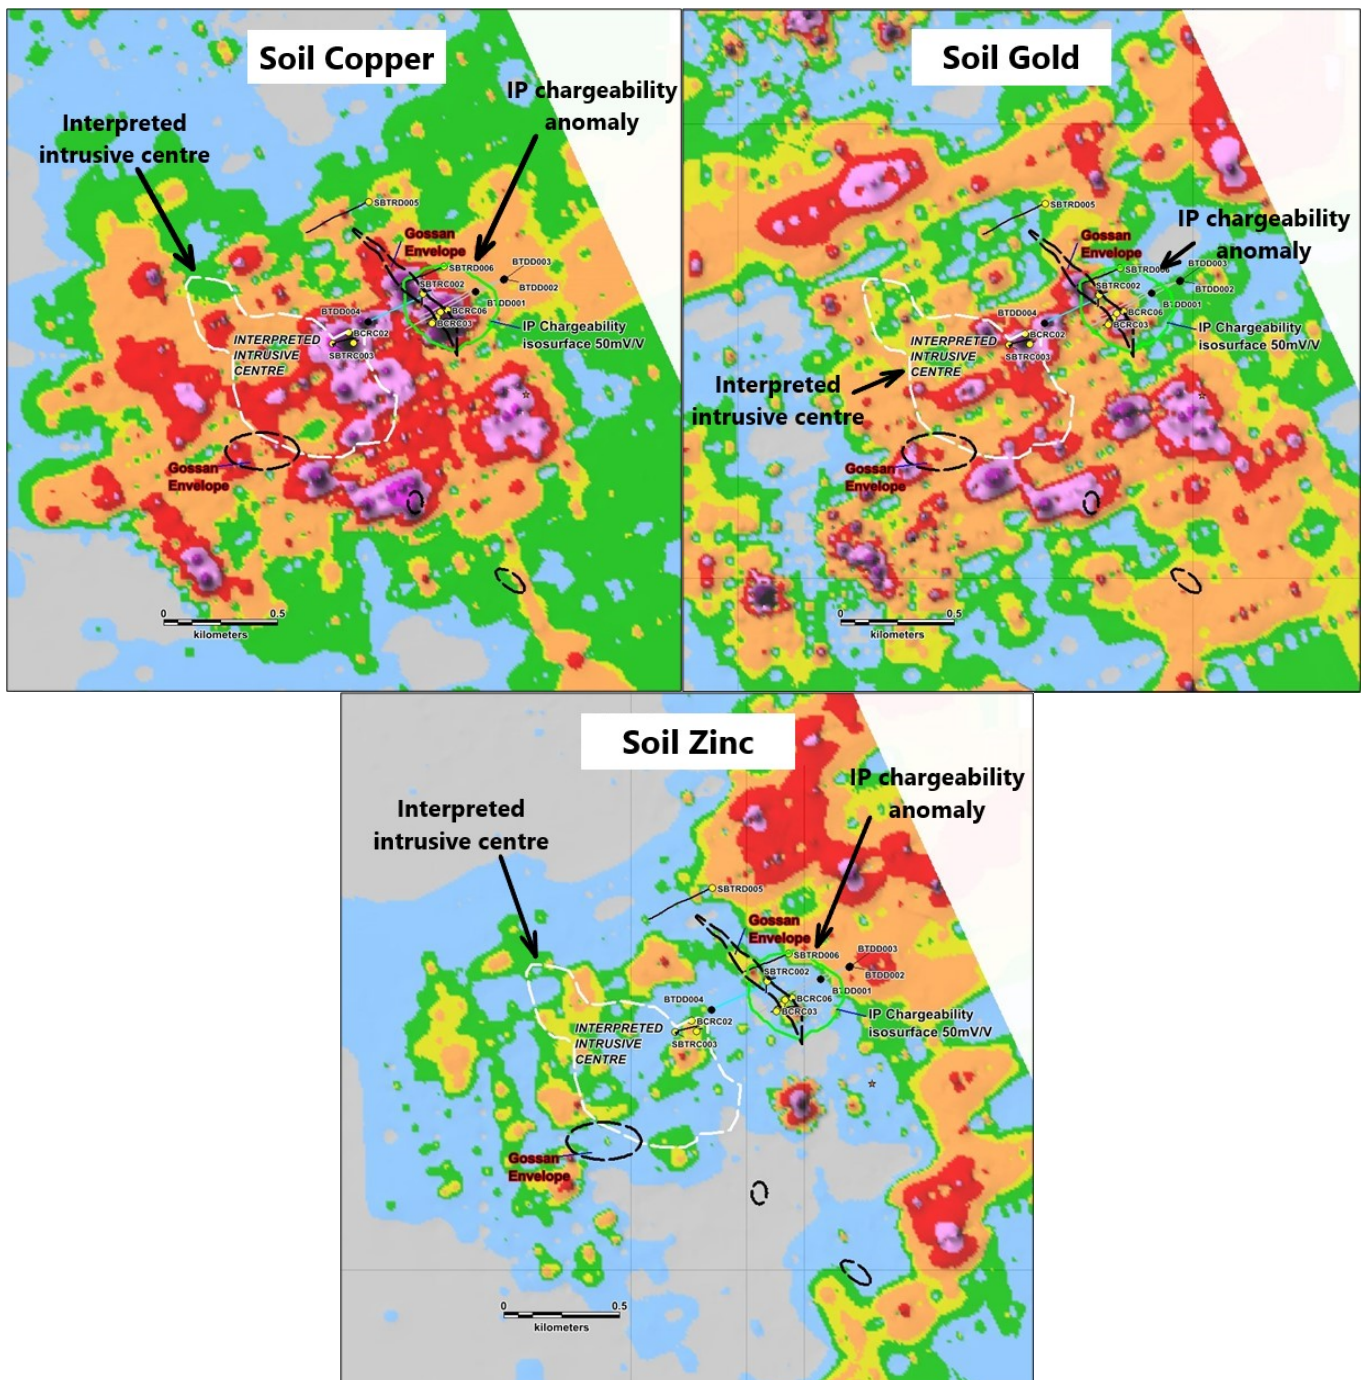 Soil Copper
IP chargeability
anomaly
Interpreted
intrusive centre
SBTRD005
Gossan
Envelope
SBTRD006
BTDD003
SBTRC002
BTDD002
BTDD001
BTDD004
BCRC06
BCRC03
BCRC02
IP Chargeability
isosurface 50mV/V
INTERPRETED
INTRUSIVE
CENTRE
SBTRC003
Gossan
Envelope
0 0.5
kilometers
Soil Gold
SBTRD005
IP chargeability
anomaly
Gossan
Envelope
BTDD003
SBTRD006
SBTRC002
BTDD002
BTDD001
BTDD004
BCRC06
BCRC03
BCRC02
IP Chargeability
isosurface 50mV/V
INTERPRETED
INTRUSIVE
CENTRE
SBTRC003
Interpreted
intrusive centre
Gossan
Envelope
0 0.5
kilometers
Soil Zinc
IP chargeability
anomaly
Interpreted
intrusive centre
SBTRD005
Gossan
Envelope
BTDD003
SBTRD006
SBTRC002
BTDD002
BTDD001
BTDD004
BCRC06
BCRC03
BCRC02
IP Chargeability
isosurface 50mV/V
INTERPRETED
INTRUSIVE
CENTRE
SBTRC003
Gossan
Envelope
0 0.5
kilometers